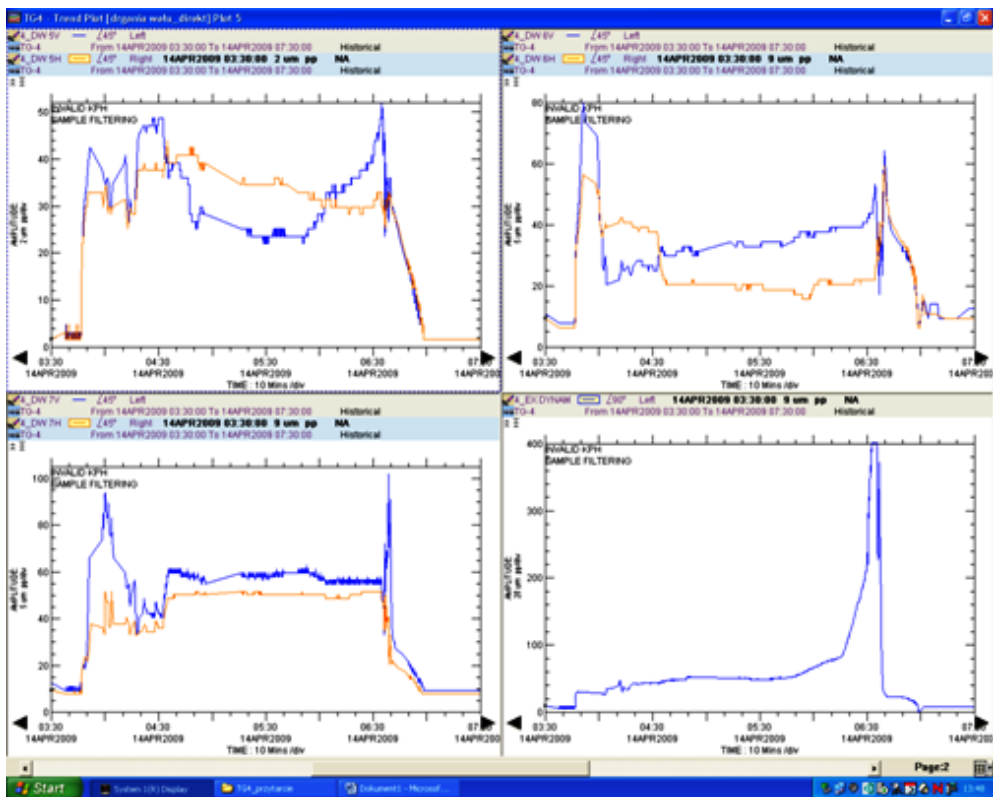 TG4 - Trend Plot [drgania wału_direkt] Plot 5
4_DW 5V ∠45° Left
TG-4 From 14APR2009 03:30:00 To 14APR2009 07:30:00 Historical
4_DW 5H ∠45° Right 14APR2009 03:30:00 2 um pp NA
TG-4 From 14APR2009 03:30:00 To 14APR2009 07:30:00 Historical
INVALID KPH
SAMPLE FILTERING
50
40
30
20
10
0
AMPLITUDE
2 um pp/div
03:30 04:30 05:30 06:30
14APR2009 14APR2009 14APR2009 14APR2009 14APR200
TIME : 10 Mins /div
4_DW 6V ∠45° Left
TG-4 From 14APR2009 03:30:00 To 14APR2009 07:30:00 Historical
4_DW 6H ∠45° Right 14APR2009 03:30:00 9 um pp NA
TG-4 From 14APR2009 03:30:00 To 14APR2009 07:30:00 Historical
INVALID KPH
SAMPLE FILTERING
80
60
40
20
0
AMPLITUDE
03:30 04:30 05:30 06:30
14APR2009 14APR2009 14APR2009 14APR2009 14APR200
TIME : 10 Mins /div
4_DW 7V ∠45° Left
TG-4 From 14APR2009 03:30:00 To 14APR2009 07:30:00 Historical
4_DW 7H ∠45° Right 14APR2009 03:30:00 9 um pp NA
TG-4 From 14APR2009 03:30:00 To 14APR2009 07:30:00 Historical
INVALID KPH
SAMPLE FILTERING
100
80
60
40
20
0
AMPLITUDE
03:30 04:30 05:30 06:30
14APR2009 14APR2009 14APR2009 14APR2009 14APR200
TIME : 10 Mins /div
4_EX DYNAM ∠90° Left 14APR2009 03:30:00 9 um pp NA
TG-4 From 14APR2009 03:30:00 To 14APR2009 07:30:00 Historical
INVALID KPH
SAMPLE FILTERING
400
300
200
100
0
AMPLITUDE
20 um pp/div
03:30 04:30 05:30 06:30
14APR2009 14APR2009 14APR2009 14APR2009 14APR200
TIME : 10 Mins /div
Page:2
Start System 1(R) Display TG4_przytarcie Dokument1 - Microsof... 13:48